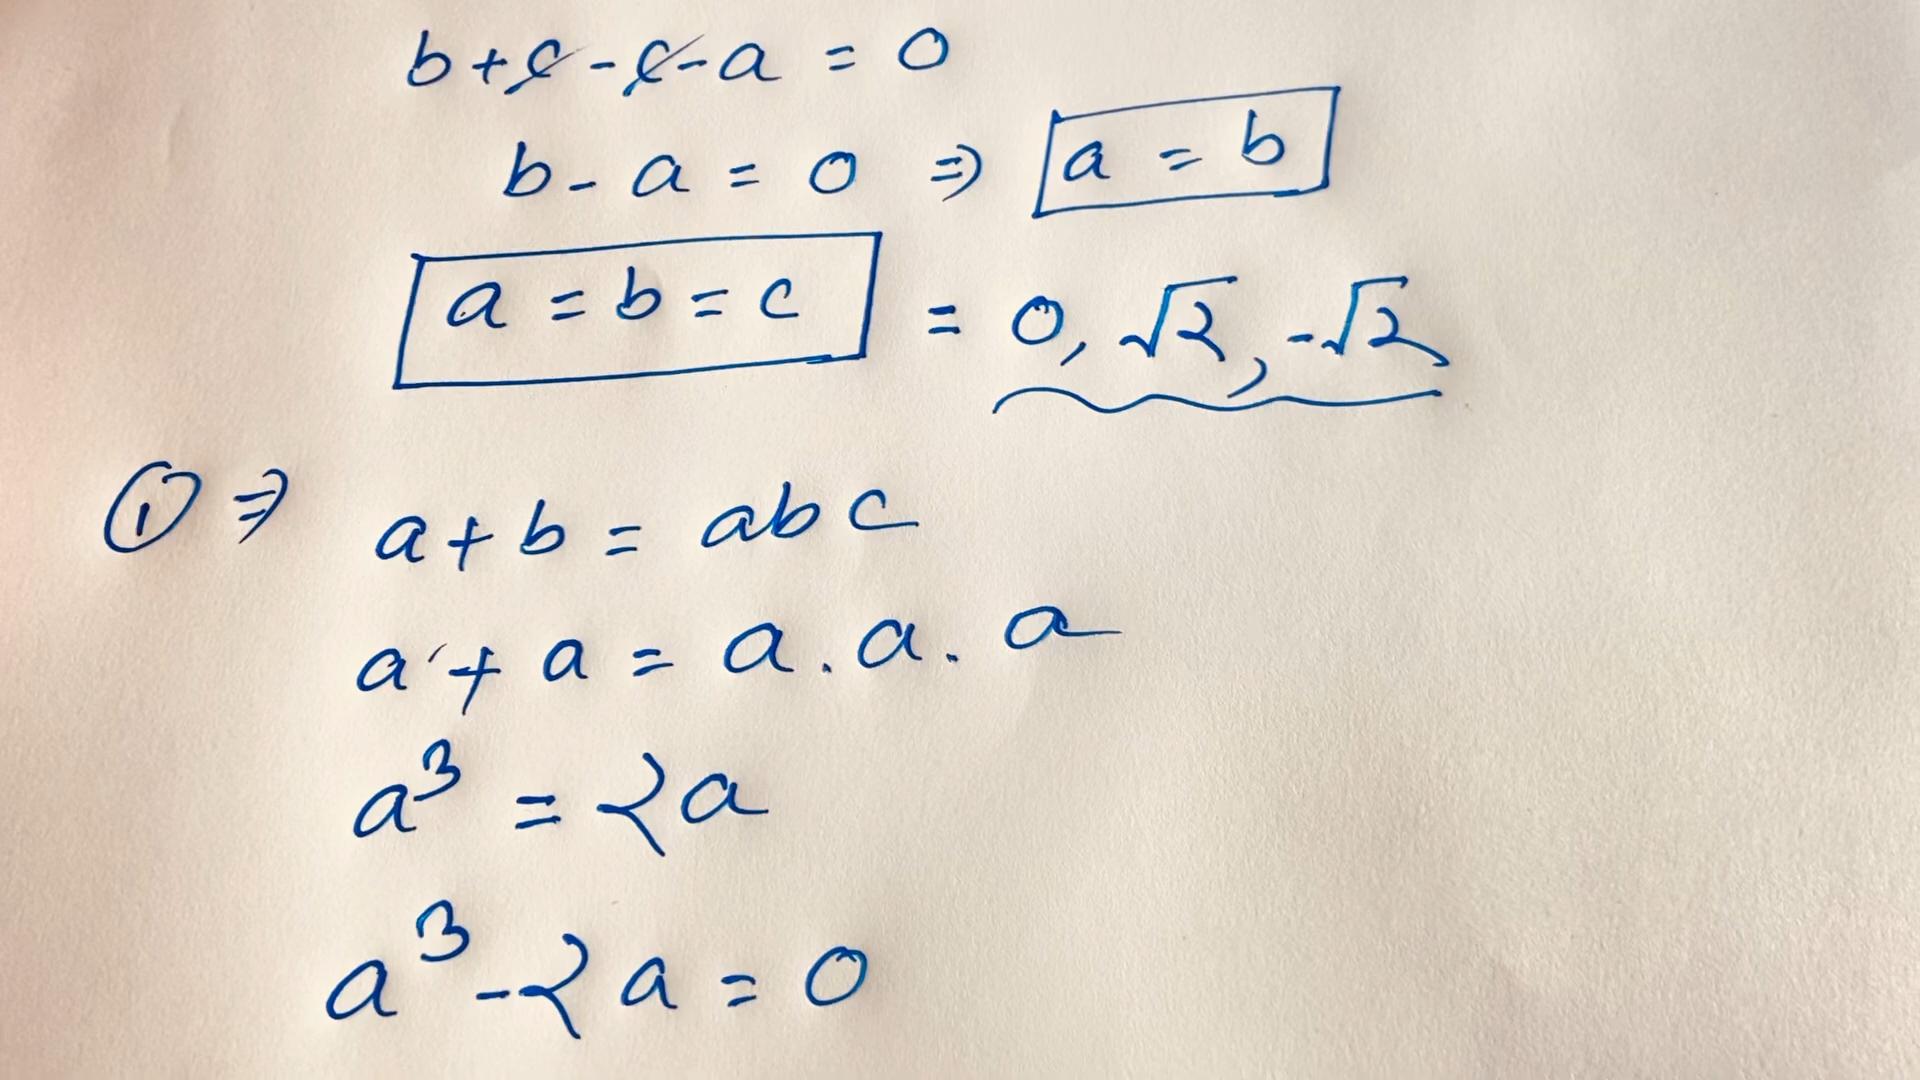 b + c - c - a = 0
b - a = 0 ⇒ a = b
a = b = c = 0, √2, -√2
① ⇒ a + b = abc
a + a = a . a . a
a³ = 2a
a³ - 2a = 0